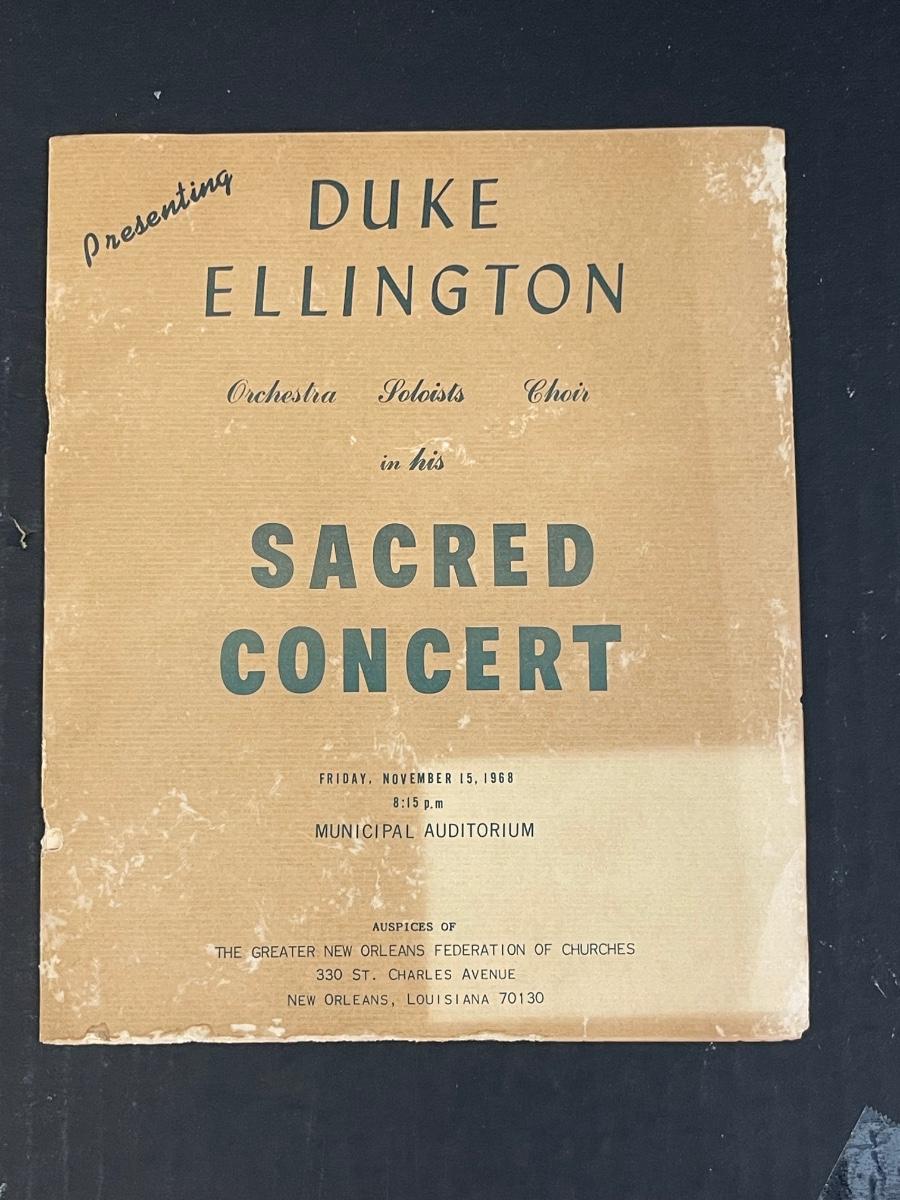 Presenting
DUKE
ELLINGTON
Orchestra Soloists Choir
in his
SACRED
CONCERT
FRIDAY, NOVEMBER 15, 1968
8:15 p.m
MUNICIPAL AUDITORIUM
AUSPICES OF
THE GREATER NEW ORLEANS FEDERATION OF CHURCHES
330 ST. CHARLES AVENUE
NEW ORLEANS, LOUISIANA 70130